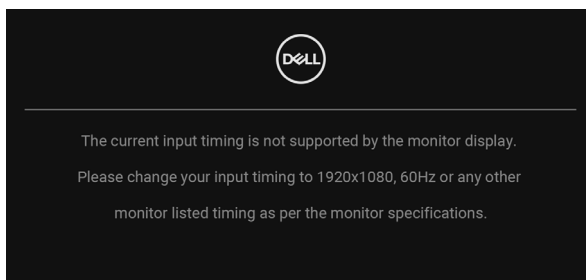 DELL
The current input timing is not supported by the monitor display.
Please change your input timing to 1920x1080, 60Hz or any other
monitor listed timing as per the monitor specifications.